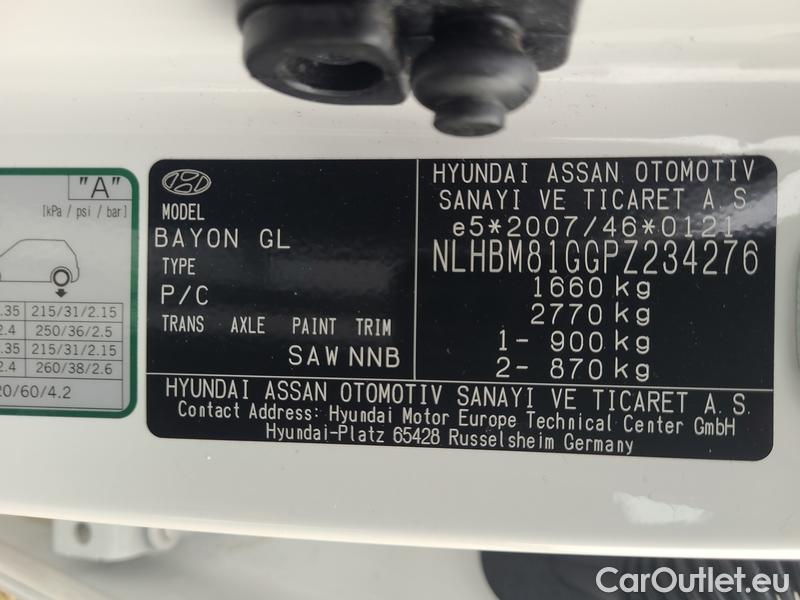 "A"
[kPa / psi / bar]
.35 215/31/2.15
2.4 250/36/2.5
.35 215/31/2.15
2.4 260/38/2.6
20/60/4.2
MODEL
BAYON GL
TYPE
P/C
TRANS AXLE PAINT TRIM
SAW NNB
HYUNDAI ASSAN OTOMOTIV
SANAYI VE TICARET A. S.
e5*2007/46*0121
NLHBM81GGPZ234276
1660 kg
2770 kg
1- 900 kg
2- 870 kg
HYUNDAI ASSAN OTOMOTIV SANAYI VE TICARET A. S.
Contact Address: Hyundai Motor Europe Technical Center GmbH
Hyundai-Platz 65428 Russelsheim Germany
CarOutlet.eu